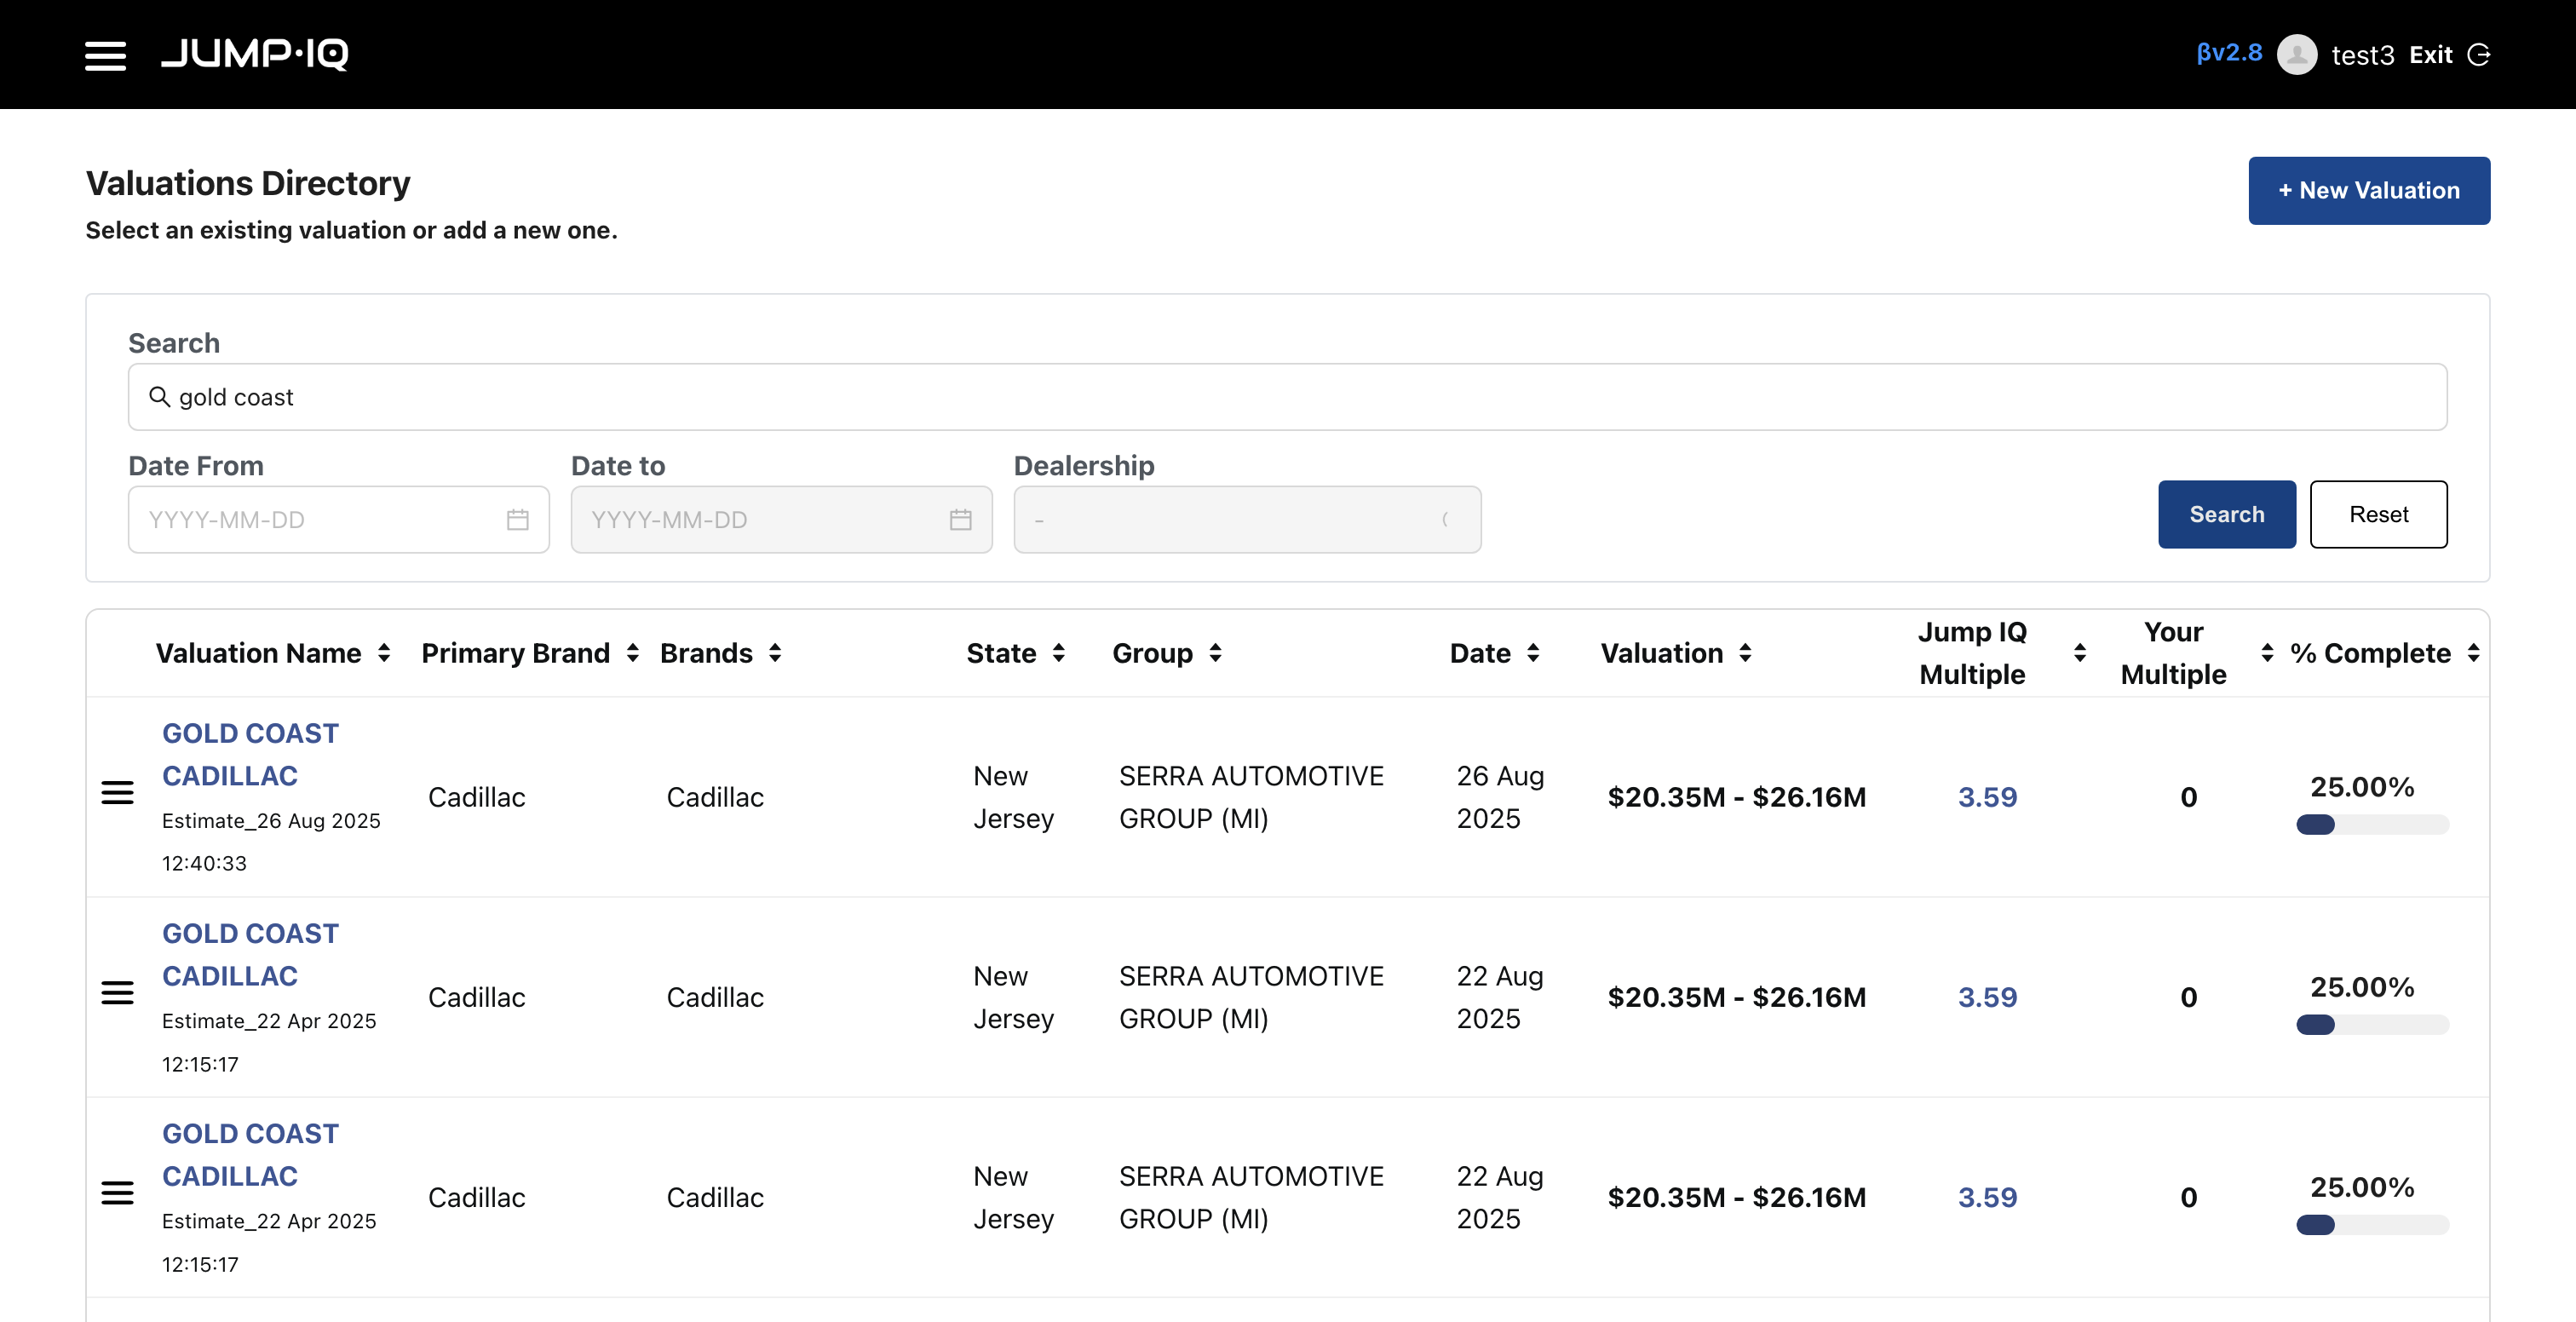 JUMP·IQ
βv2.8 test3 Exit
Valuations Directory
+ New Valuation
Select an existing valuation or add a new one.
Search
gold coast
Date From Date to Dealership
YYYY-MM-DD YYYY-MM-DD - Search Reset
Valuation Name Primary Brand Brands State Group Date Valuation Jump IQ Multiple Your Multiple % Complete
GOLD COAST
CADILLAC
Estimate_26 Aug 2025
12:40:33
Cadillac
Cadillac
New
Jersey
SERRA AUTOMOTIVE
GROUP (MI)
26 Aug
2025
$20.35M - $26.16M
3.59
0
25.00%
GOLD COAST
CADILLAC
Estimate_22 Apr 2025
12:15:17
Cadillac
Cadillac
New
Jersey
SERRA AUTOMOTIVE
GROUP (MI)
22 Aug
2025
$20.35M - $26.16M
3.59
0
25.00%
GOLD COAST
CADILLAC
Estimate_22 Apr 2025
12:15:17
Cadillac
Cadillac
New
Jersey
SERRA AUTOMOTIVE
GROUP (MI)
22 Aug
2025
$20.35M - $26.16M
3.59
0
25.00%